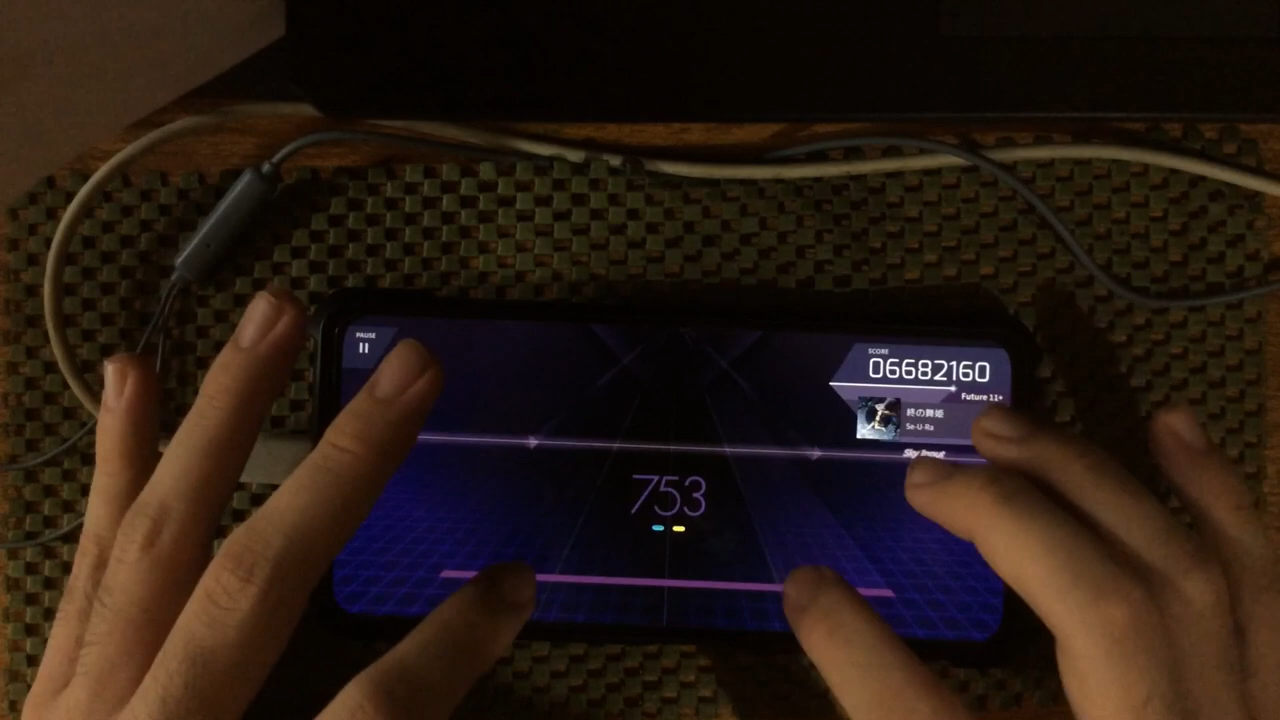 PAUSE
SCORE
06682160
Future 11+
終の舞姫
Se-U-Ra
Sky Input
753